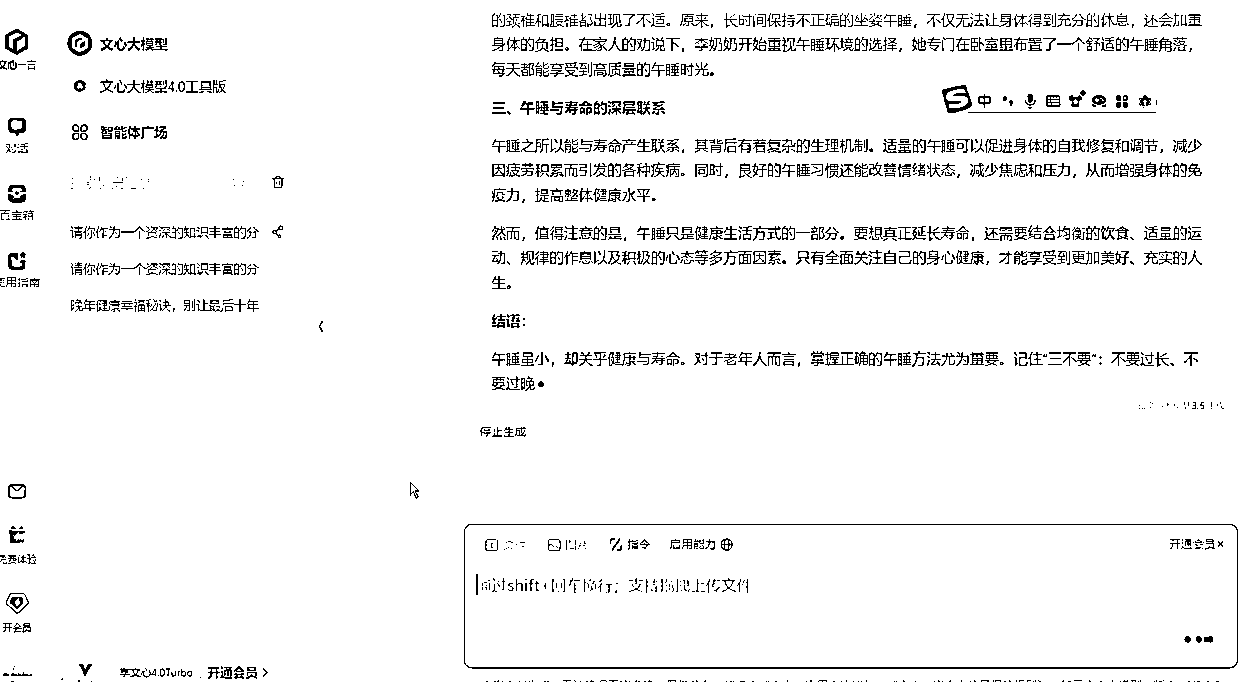 文心一言
对话
百宝箱
使用指南
免费体验
开会员
文心大模型
文心大模型4.0工具版
智能体广场
请你作为一个资深的知识丰富的分
请你作为一个资深的知识丰富的分
晚年健康幸福秘诀，别让最后十年
享文心4.0Turbo 开通会员
的颈椎和腰椎都出现了不适。原来，长时间保持不正确的坐姿午睡，不仅无法让身体得到充分的休息，还会加重
身体的负担。在家人的劝说下，李奶奶开始重视午睡环境的选择，她专门在卧室里布置了一个舒适的午睡角落，
每天都能享受到高质量的午睡时光。
三、午睡与寿命的深层联系
中
午睡之所以能与寿命产生联系，其背后有着复杂的生理机制。适量的午睡可以促进身体的自我修复和调节，减少
因疲劳积累而引发的各种疾病。同时，良好的午睡习惯还能改善情绪状态，减少焦虑和压力，从而增强身体的免
疫力，提高整体健康水平。
然而，值得注意的是，午睡只是健康生活方式的一部分。要想真正延长寿命，还需要结合均衡的饮食、适量的运
动、规律的作息以及积极的心态等多方面因素。只有全面关注自己的身心健康，才能享受到更加美好、充实的人
生。
结语：
午睡虽小，却关乎健康与寿命。对于老年人而言，掌握正确的午睡方法尤为重要。记住“三不要”：不要过长、不
要过晚
3.5
停止生成
文件 图片 指令 启用能力 开通会员
通过shift+回车换行；支持拖拽上传文件